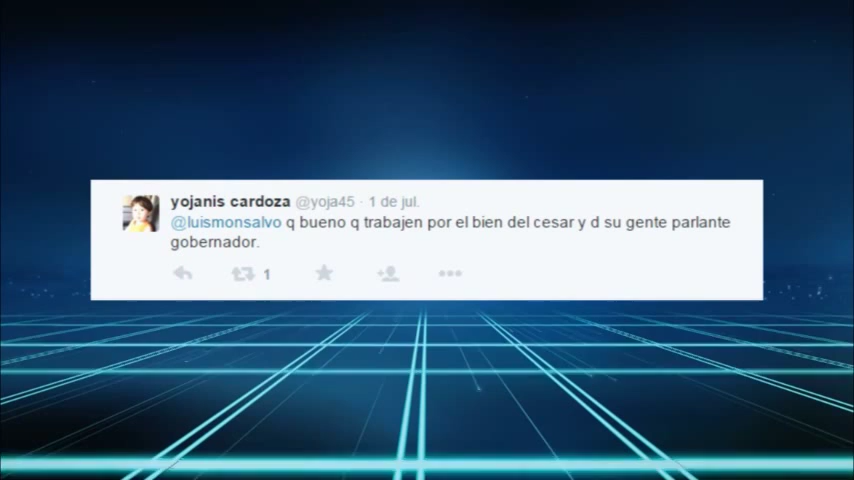 yojanis cardoza @yoja45 · 1 de jul.
@luismonsalvo q bueno q trabajen por el bien del cesar y d su gente parlante
gobernador.
1